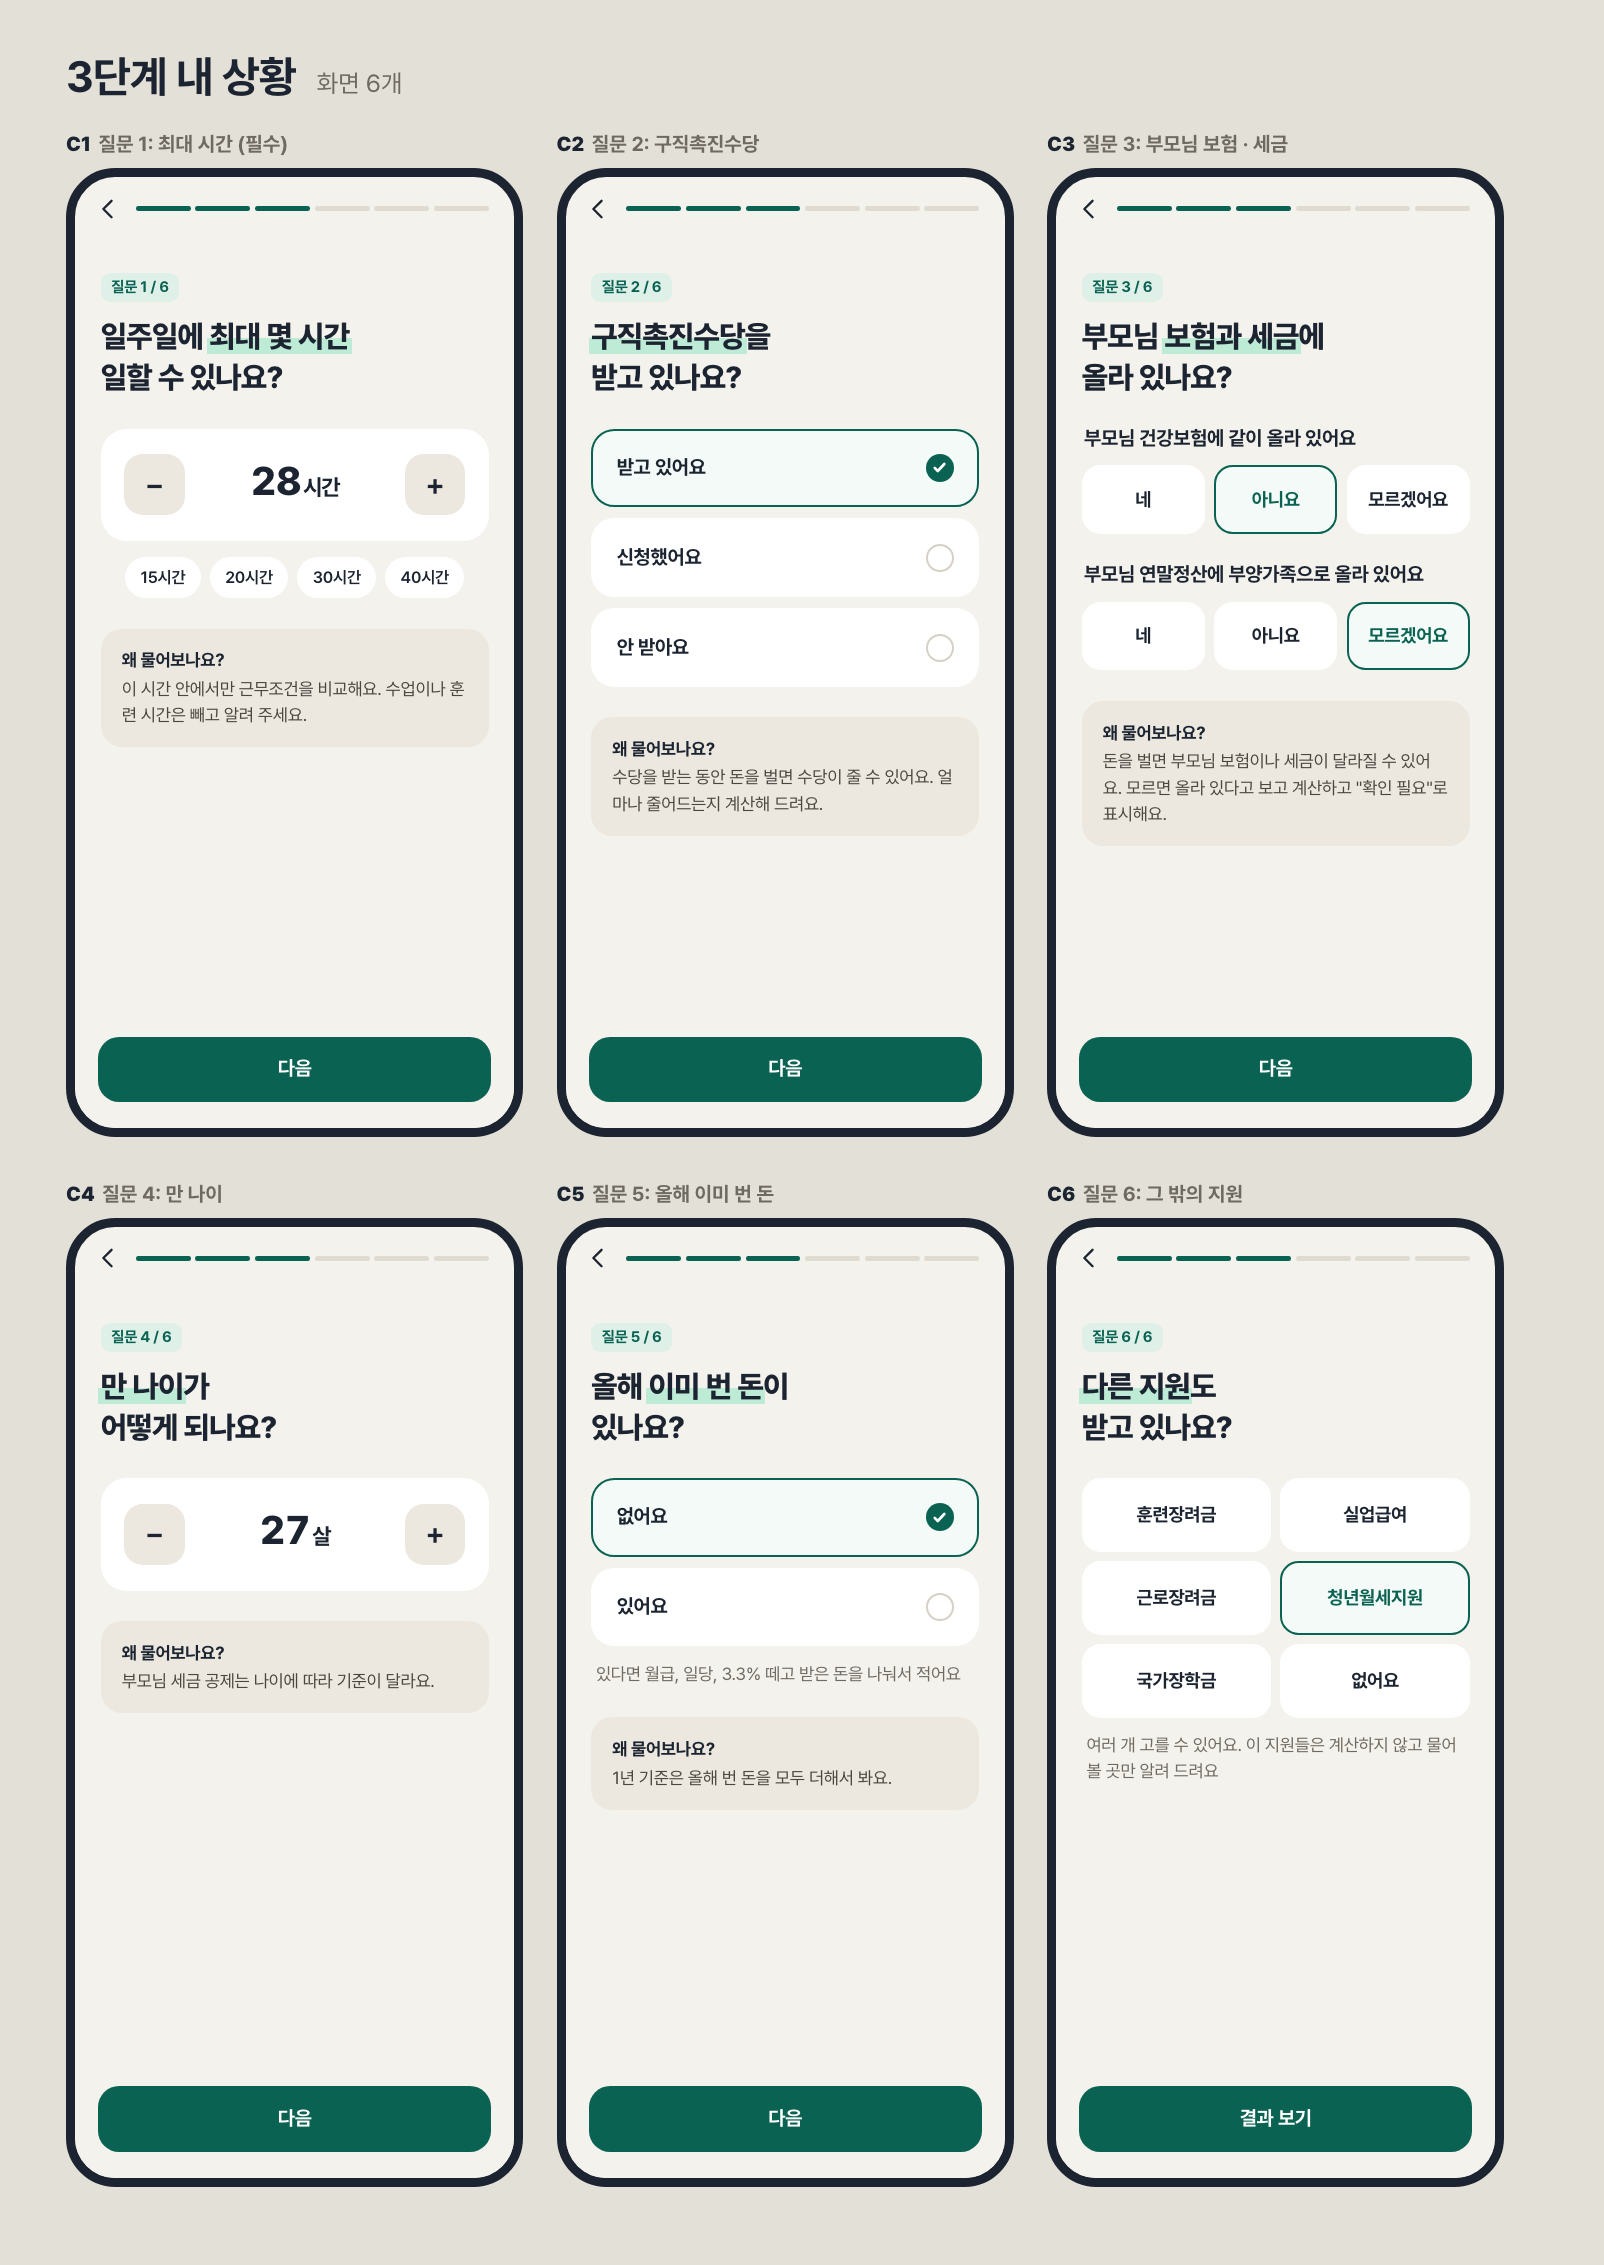 3단계 내 상황 화면 6개
C1 질문 1: 최대 시간 (필수)
질문 1 / 6
일주일에 최대 몇 시간
일할 수 있나요?
− 28시간 +
15시간 20시간 30시간 40시간
왜 물어보나요?
이 시간 안에서만 근무조건을 비교해요. 수업이나 훈
련 시간은 빼고 알려 주세요.
다음
C2 질문 2: 구직촉진수당
질문 2 / 6
구직촉진수당을
받고 있나요?
받고 있어요
신청했어요
안 받아요
왜 물어보나요?
수당을 받는 동안 돈을 벌면 수당이 줄 수 있어요. 얼
마나 줄어드는지 계산해 드려요.
다음
C3 질문 3: 부모님 보험 · 세금
질문 3 / 6
부모님 보험과 세금에
올라 있나요?
부모님 건강보험에 같이 올라 있어요
네 아니요 모르겠어요
부모님 연말정산에 부양가족으로 올라 있어요
네 아니요 모르겠어요
왜 물어보나요?
돈을 벌면 부모님 보험이나 세금이 달라질 수 있어
요. 모르면 올라 있다고 보고 계산하고 "확인 필요"로
표시해요.
다음
C4 질문 4: 만 나이
질문 4 / 6
만 나이가
어떻게 되나요?
− 27살 +
왜 물어보나요?
부모님 세금 공제는 나이에 따라 기준이 달라요.
다음
C5 질문 5: 올해 이미 번 돈
질문 5 / 6
올해 이미 번 돈이
있나요?
없어요
있어요
있다면 월급, 일당, 3.3% 떼고 받은 돈을 나눠서 적어요
왜 물어보나요?
1년 기준은 올해 번 돈을 모두 더해서 봐요.
다음
C6 질문 6: 그 밖의 지원
질문 6 / 6
다른 지원도
받고 있나요?
훈련장려금 실업급여
근로장려금 청년월세지원
국가장학금 없어요
여러 개 고를 수 있어요. 이 지원들은 계산하지 않고 물어
볼 곳만 알려 드려요
결과 보기